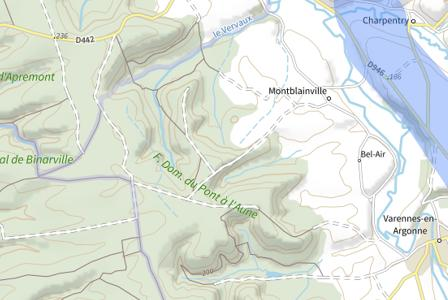 236
D442
le Vervaux
Charpentry
d'Apremont
D946
186
Montblainville
al de Binarville
Bel-Air
F. Dom. du Pont à l'Aune
Varennes-en-
Argonne
200